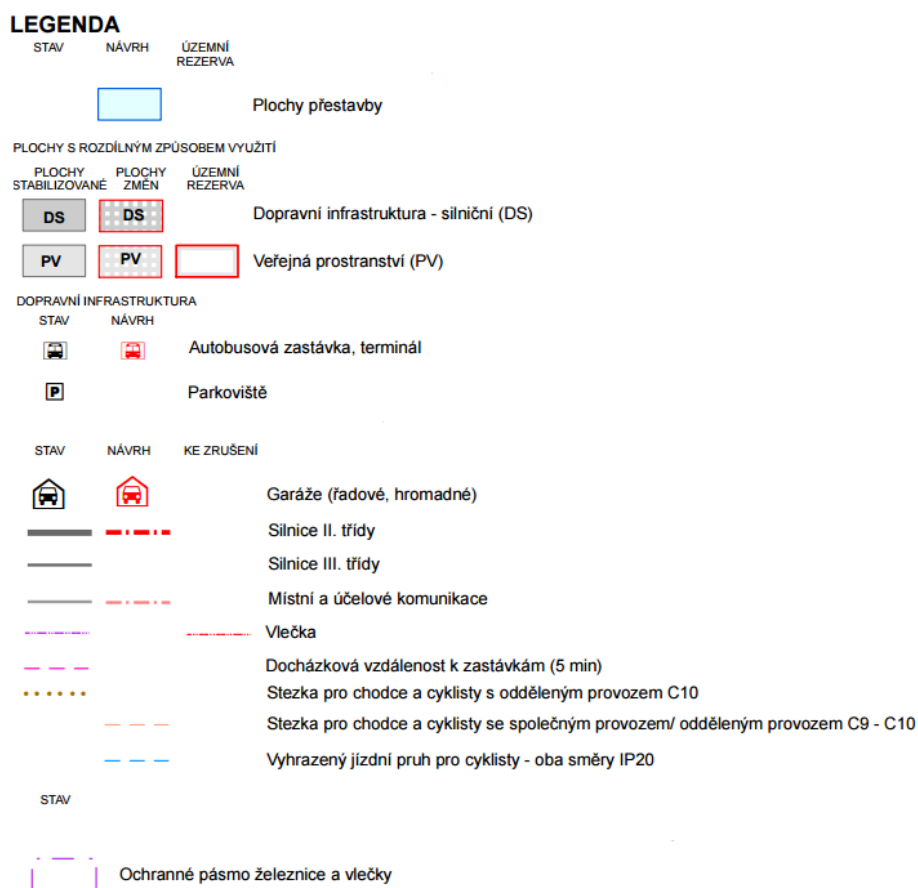 LEGENDA
STAV NÁVRH ÚZEMNÍ
REZERVA
Plochy přestavby
PLOCHY S ROZDÍLNÝM ZPŮSOBEM VYUŽITÍ
PLOCHY PLOCHY ÚZEMNÍ
STABILIZOVANÉ ZMĚN REZERVA
DS DS Dopravní infrastruktura - silniční (DS)
PV PV Veřejná prostranství (PV)
DOPRAVNÍ INFRASTRUKTURA
STAV NÁVRH
Autobusová zastávka, terminál
P Parkoviště
STAV NÁVRH KE ZRUŠENÍ
Garáže (řadové, hromadné)
Silnice II. třídy
Silnice III. třídy
Místní a účelové komunikace
Vlečka
Docházková vzdálenost k zastávkám (5 min)
Stezka pro chodce a cyklisty s odděleným provozem C10
Stezka pro chodce a cyklisty se společným provozem/ odděleným provozem C9 - C10
Vyhrazený jízdní pruh pro cyklisty - oba směry IP20
STAV
Ochranné pásmo železnice a vlečky